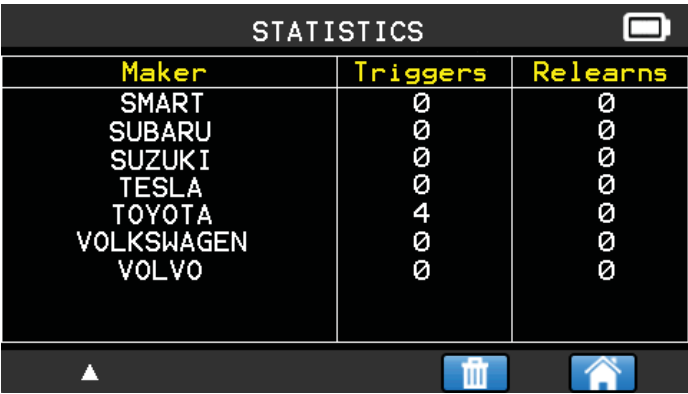 STATISTICS
Maker Triggers Relearns
SMART 0 0
SUBARU 0 0
SUZUKI 0 0
TESLA 0 0
TOYOTA 4 0
VOLKSWAGEN 0 0
VOLVO 0 0